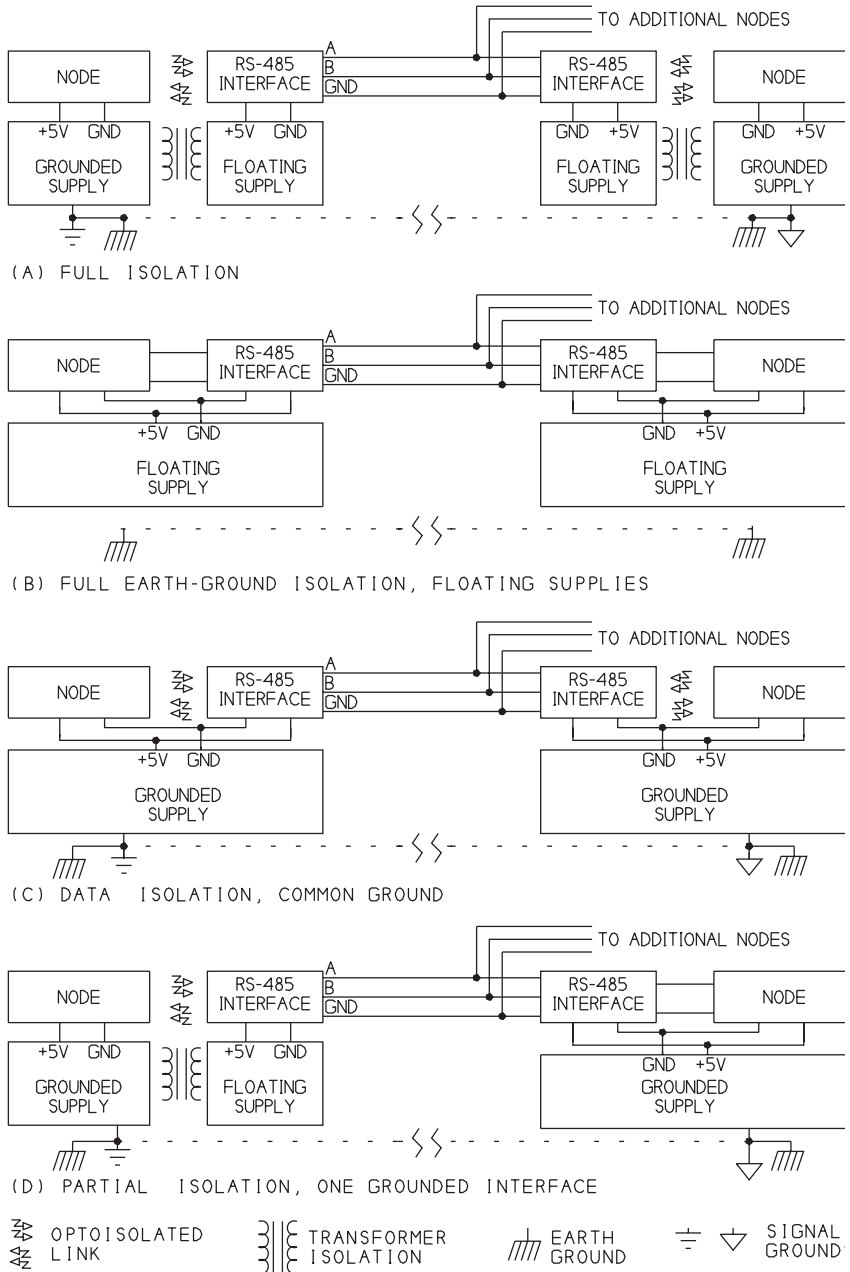 TO ADDITIONAL NODES
A
B
GND
NODE
RS-485
INTERFACE
RS-485
INTERFACE
NODE
+5V GND
+5V GND
GND +5V
GND +5V
GROUNDED
SUPPLY
FLOATING
SUPPLY
FLOATING
SUPPLY
GROUNDED
SUPPLY
(A) FULL ISOLATION
TO ADDITIONAL NODES
A
B
GND
NODE
RS-485
INTERFACE
RS-485
INTERFACE
NODE
+5V GND
GND +5V
FLOATING
SUPPLY
FLOATING
SUPPLY
(B) FULL EARTH-GROUND ISOLATION, FLOATING SUPPLIES
TO ADDITIONAL NODES
A
B
GND
NODE
RS-485
INTERFACE
RS-485
INTERFACE
NODE
+5V GND
GND +5V
GROUNDED
SUPPLY
GROUNDED
SUPPLY
(C) DATA ISOLATION, COMMON GROUND
TO ADDITIONAL NODES
A
B
GND
NODE
RS-485
INTERFACE
RS-485
INTERFACE
NODE
+5V GND
+5V GND
GND +5V
GROUNDED
SUPPLY
FLOATING
SUPPLY
GROUNDED
SUPPLY
(D) PARTIAL ISOLATION, ONE GROUNDED INTERFACE
OPTOISOLATED
LINK
TRANSFORMER
ISOLATION
EARTH
GROUND
SIGNAL
GROUND